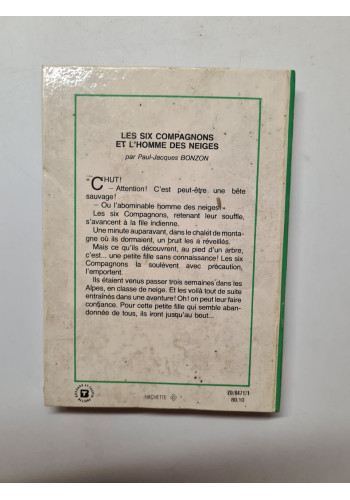 LES SIX COMPAGNONS
ET L'HOMME DES NEIGES
par Paul-Jacques BONZON
CHUT!
– Attention! C'est peut-être une bête
sauvage!
– Ou l'abominable homme des neiges!
Les six Compagnons, retenant leur souffle,
s'avancent à la file indienne.
Une minute auparavant, dans le chalet de monta-
gne où ils dormaient, un bruit les a réveillés.
Mais ce qu'ils découvrent, au pied d'un arbre,
c'est... une petite fille sans connaissance! Les six
Compagnons la soulèvent avec précaution,
l'emportent.
Ils étaient venus passer trois semaines dans les
Alpes, en classe de neige. Et les voilà tout de suite
entraînés dans une aventure! Oh! on peut leur faire
confiance. Pour cette petite fille qui semble aban-
donnée de tous, ils iront jusqu'au bout...
HACHETTE
20/8471/1
80.10